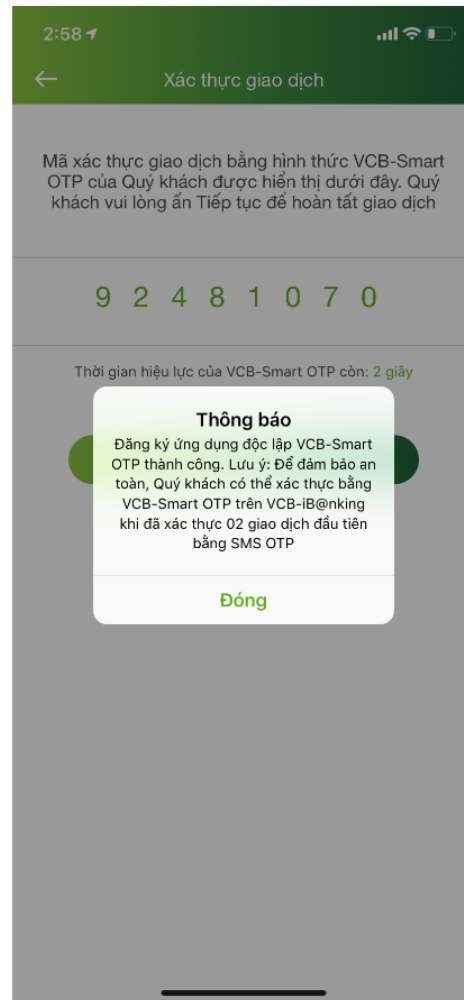 2:58
Xác thực giao dịch
Mã xác thực giao dịch bằng hình thức VCB-Smart
OTP của Quý khách được hiển thị dưới đây. Quý
khách vui lòng ấn Tiếp tục để hoàn tất giao dịch
9 2 4 8 1 0 7 0
Thời gian hiệu lực của VCB-Smart OTP còn: 2 giây
Thông báo
Đăng ký ứng dụng độc lập VCB-Smart
OTP thành công. Lưu ý: Để đảm bảo an
toàn, Quý khách có thể xác thực bằng
VCB-Smart OTP trên VCB-iB@nking
khi đã xác thực 02 giao dịch đầu tiên
bằng SMS OTP
Đóng